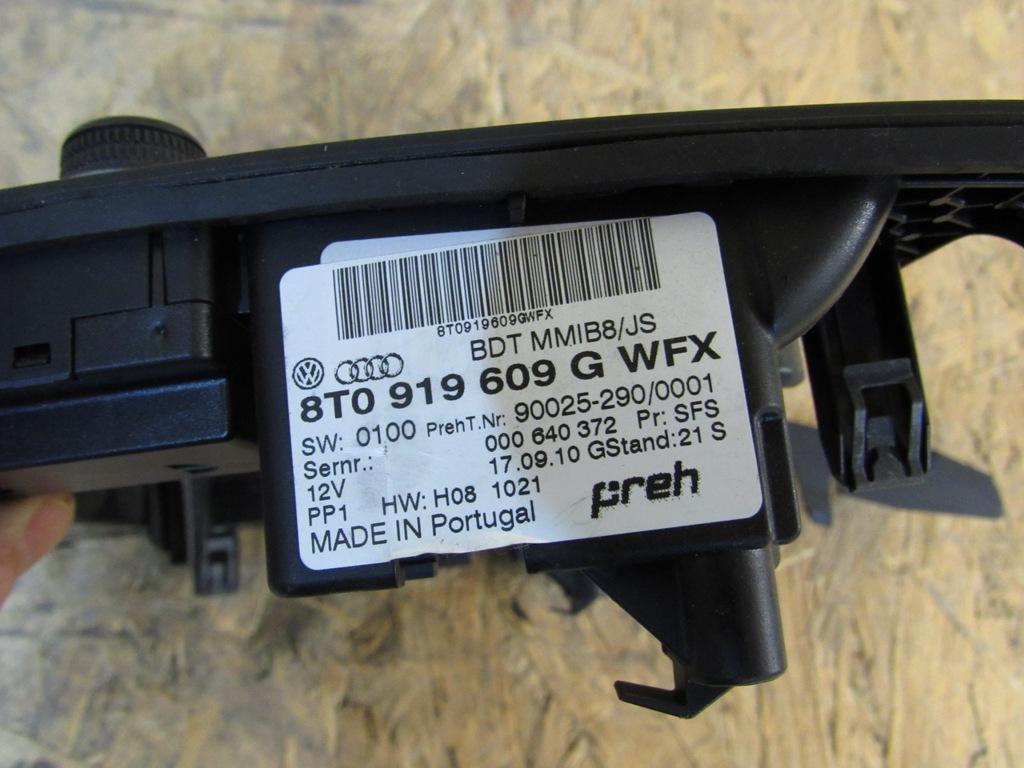 8T0919609GWFX
BDT MMIB8/JS
8T0 919 609 G WFX
SW: 0100 PrehT.Nr: 90025-290/0001
Sernr.: 000 640 372 Pr: SFS
12V 17.09.10 GStand:21 S
PP1 HW: H08 1021
preh
MADE IN Portugal